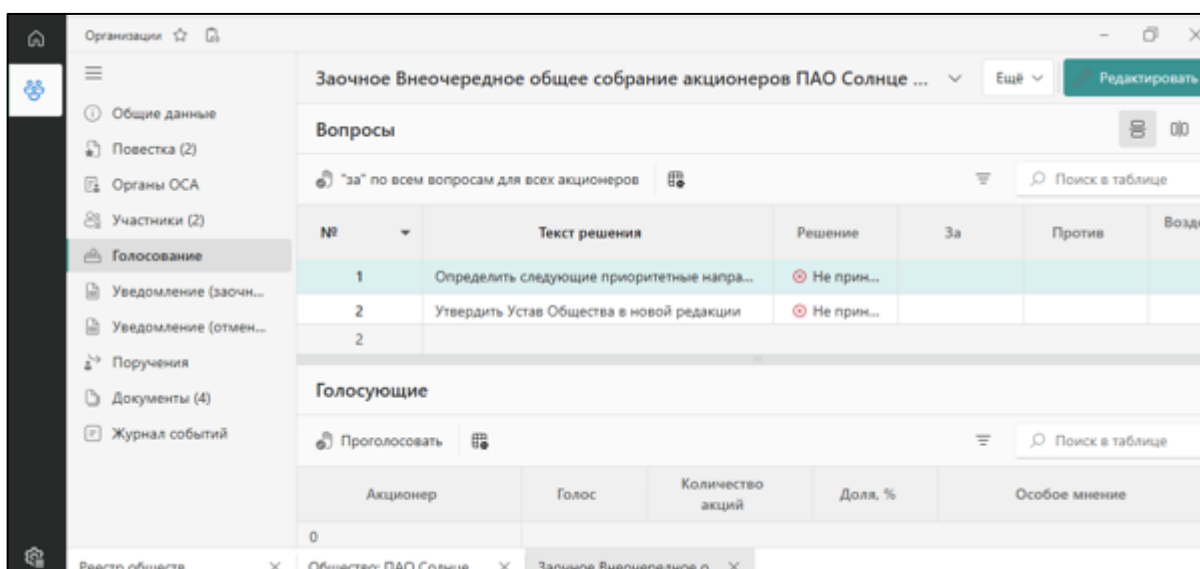 Организации
Заочное Внеочередное общее собрание акционеров ПАО Солнце ...
Ещё
Редактировать
Общие данные
Повестка (2)
Органы ОСА
Участники (2)
Голосование
Уведомление (заочн...
Уведомление (отмен...
Поручения
Документы (4)
Журнал событий
Вопросы
"за" по всем вопросам для всех акционеров
Поиск в таблице
№ Текст решения Решение За Против Возде
1 Определить следующие приоритетные напра... Не прин...
2 Утвердить Устав Общества в новой редакции Не прин...
2
Голосующие
Проголосовать
Поиск в таблице
Акционер Голос Количество акций Доля, % Особое мнение
0
Реестр обществ Общество: ПАО Солнце Заочное Внеочередное о